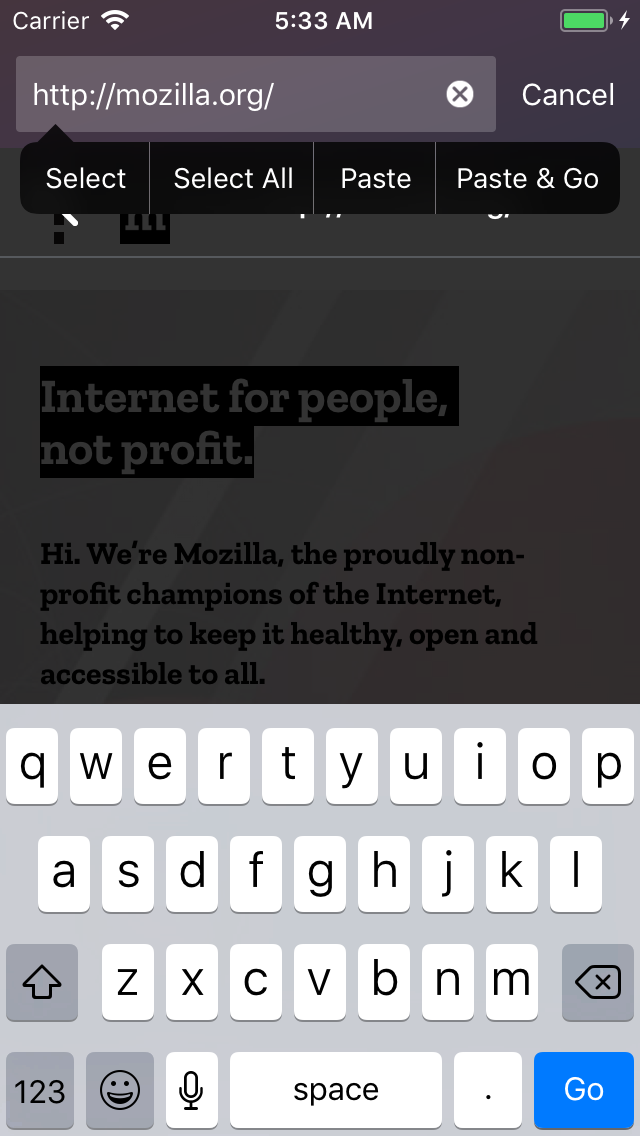 Carrier 5:33 AM
http://mozilla.org/ Cancel
Select Select All Paste Paste & Go
Internet for people,
not profit.
Hi. We’re Mozilla, the proudly non-
profit champions of the Internet,
helping to keep it healthy, open and
accessible to all.
q w e r t y u i o p
a s d f g h j k l
z x c v b n m
123 space . Go